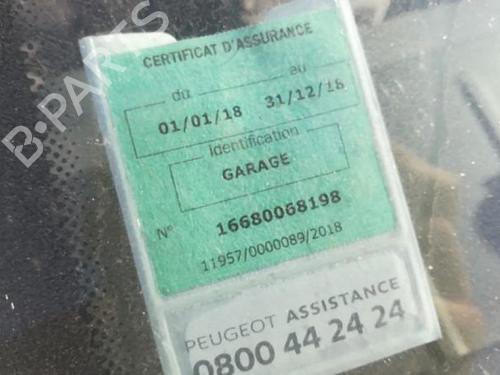 B-PARTS
CERTIFICAT D'ASSURANCE
du au
01/01/18 31/12/18
Identification
GARAGE
N° 16680068198
11957/0000089/2018
PEUGEOT ASSISTANCE
0800 44 24 24